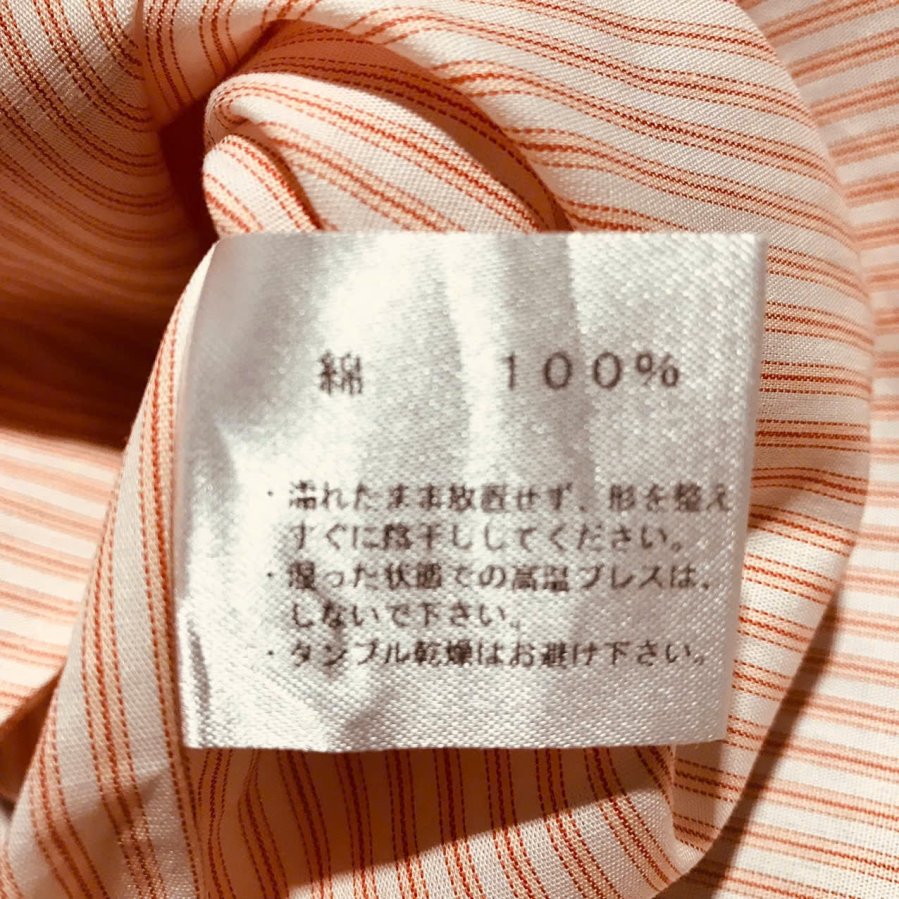 綿　　　100%
・濡れたまま放置せず、形を整え
すぐに陰干ししてください。
・湿った状態での高温プレスは、
しないで下さい。
・タンブル乾燥はお避け下さい。